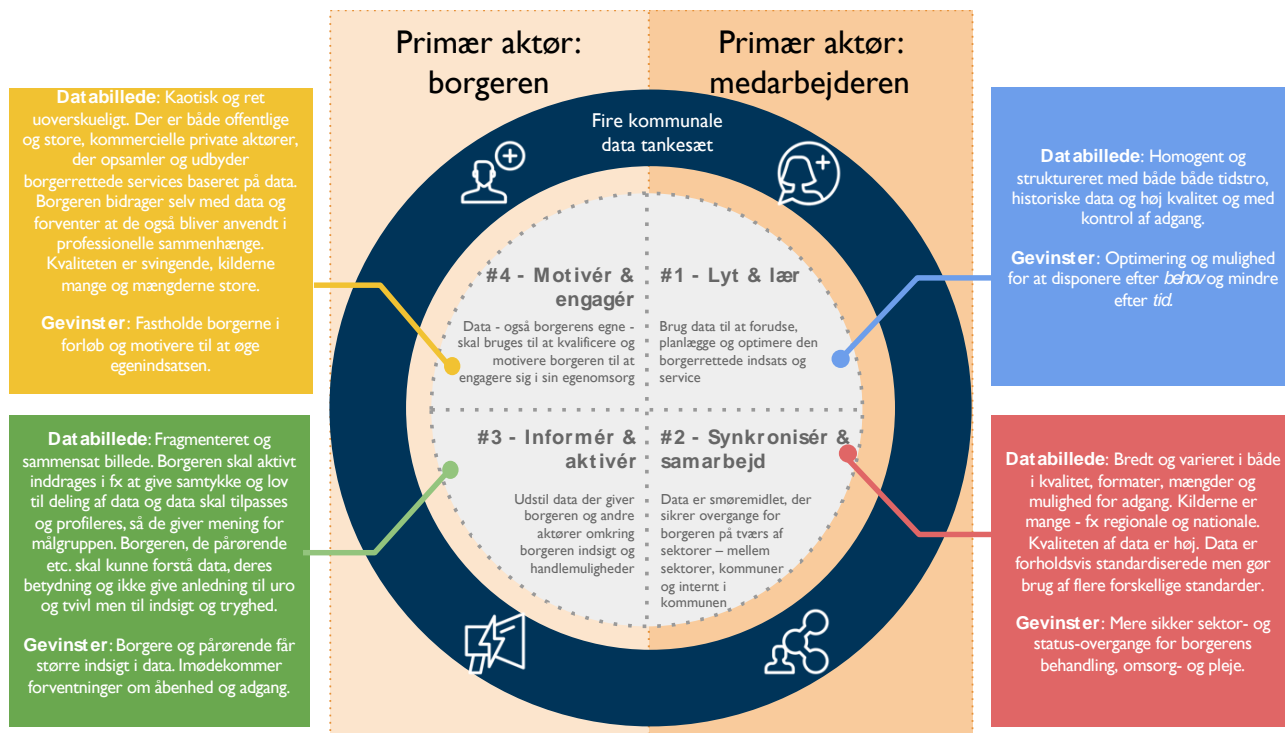 Primær aktør:
borgeren
Primær aktør:
medarbejderen
Fire kommunale
data tankesæt
Databillede: Kaotisk og ret
uoverskueligt. Der er både offentlige
og store, kommercielle private aktører,
der opsamler og udbyder
borgerrettede services baseret på data.
Borgeren bidrager selv med data og
forventer at de også bliver anvendt i
professionelle sammenhænge.
Kvaliteten er svingende, kilderne
mange og mængderne store.
Gevinster: Fastholde borgerne i
forløb og motivere til at øge
egenindsatsen.
#4 - Motivér &
engagér
Data - også borgerens egne -
skal bruges til at kvalificere og
motivere borgeren til at
engagere sig i sin egenomsorg
#1 - Lyt & lær
Brug data til at forudse,
planlægge og optimere den
borgerrettede indsats og
service
Databillede: Homogent og
struktureret med både både tidstro,
historiske data og høj kvalitet og med
kontrol af adgang.
Gevinster: Optimering og mulighed
for at disponere efter behov og mindre
efter tid.
Databillede: Fragmenteret og
sammensat billede. Borgeren skal aktivt
inddrages i fx at give samtykke og lov
til deling af data og data skal tilpasses
og profileres, så de giver mening for
målgruppen. Borgeren, de pårørende
etc. skal kunne forstå data, deres
betydning og ikke give anledning til uro
og tvivl men til indsigt og tryghed.
Gevinster: Borgere og pårørende får
større indsigt i data. Imødekommer
forventninger om åbenhed og adgang.
#3 - Informér &
aktivér
Udstil data der giver
borgeren og andre
aktører omkring
borgeren indsigt og
handlemuligheder
#2 - Synkronisér &
samarbejd
Data er smøremidlet, der
sikrer overgange for
borgeren på tværs af
sektorer – mellem
sektorer, kommuner
og internt i
kommunen
Databillede: Bredt og varieret i både
i kvalitet, formater, mængder og
mulighed for adgang. Kilderne er
mange - fx regionale og nationale.
Kvaliteten af data er høj. Data er
forholdsvis standardiserede men gør
brug af flere forskellige standarder.
Gevinster: Mere sikker sektor- og
status-overgange for borgerens
behandling, omsorg- og pleje.